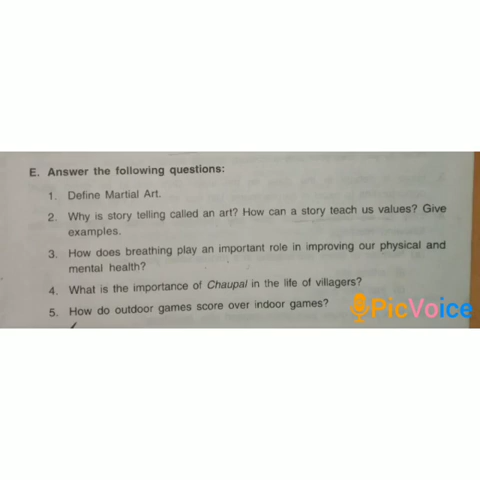 E. Answer the following questions:
1. Define Martial Art.
2. Why is story telling called an art? How can a story teach us values? Give
examples.
3. How does breathing play an important role in improving our physical and
mental health?
4. What is the importance of Chaupal in the life of villagers?
5. How do outdoor games score over indoor games?
PicVoice